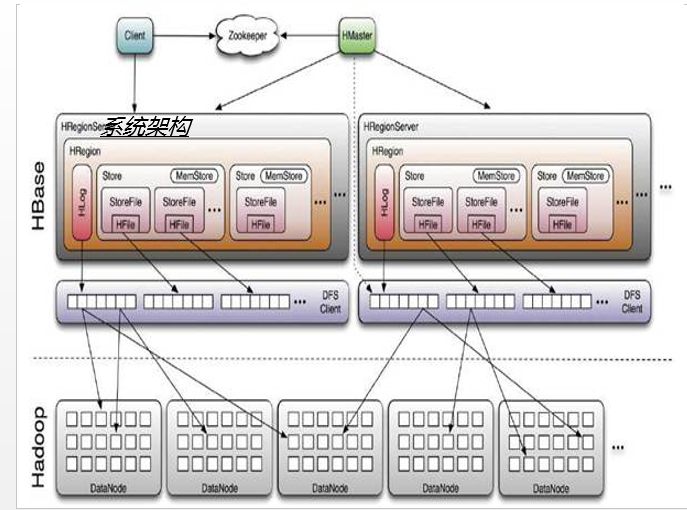 Client
Zookeeper
HMaster
HRegionSer
系统架构
HRegionServer
HBase
HRegion
HRegion
HLog
Store
MemStore
Store
MemStore
HLog
Store
MemStore
Store
MemStore
StoreFile
StoreFile
StoreFile
StoreFile
StoreFile
StoreFile
HFile
HFile
HFile
HFile
HFile
HFile
...
...
...
...
...
...
...
DFS
Client
DFS
Client
...
...
Hadoop
...
DataNode
DataNode
DataNode
DataNode
DataNode